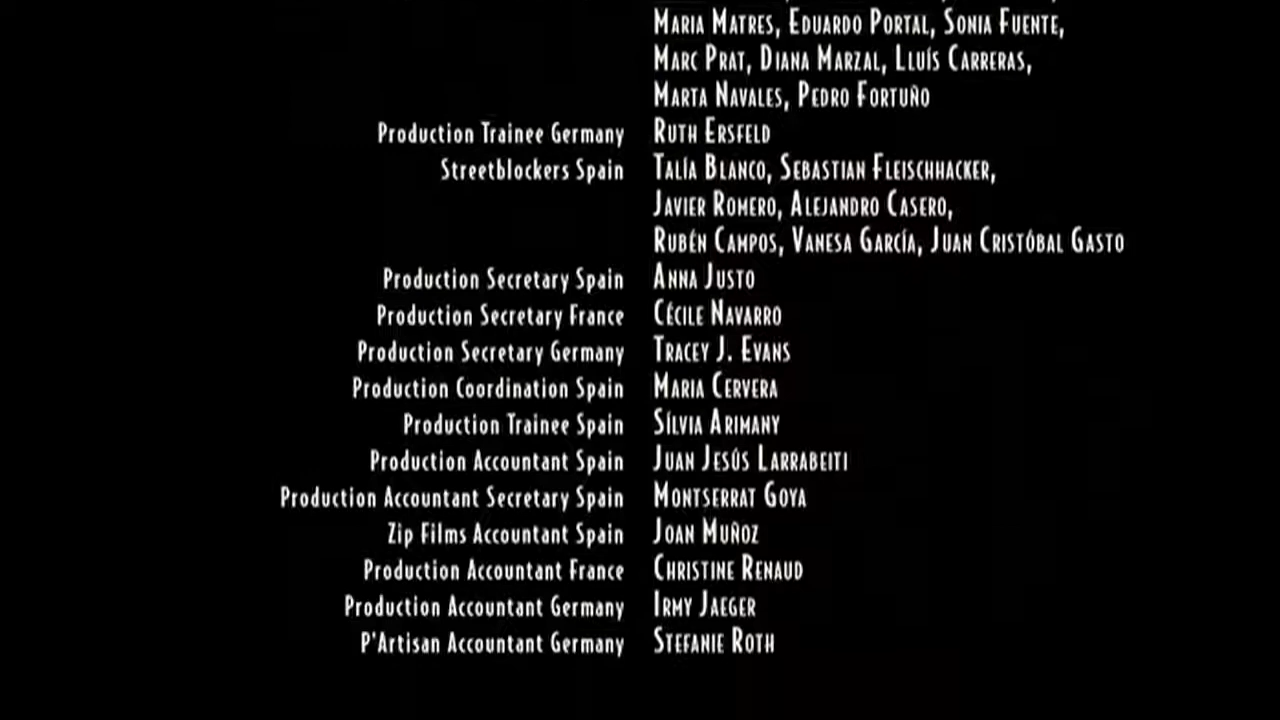 Maria Matres, Eduardo Portal, Sonia Fuente,
Marc Prat, Diana Marzal, Lluís Carreras,
Marta Navales, Pedro Fortuño
Production Trainee Germany Ruth Ersfeld
Streetblockers Spain Talía Blanco, Sebastian Fleischhacker,
Javier Romero, Alejandro Casero,
Rubén Campos, Vanesa García, Juan Cristóbal Gasto
Production Secretary Spain Anna Justo
Production Secretary France Cécile Navarro
Production Secretary Germany Tracey J. Evans
Production Coordination Spain Maria Cervera
Production Trainee Spain Sílvia Arimany
Production Accountant Spain Juan Jesús Larrabeiti
Production Accountant Secretary Spain Montserrat Goya
Zip Films Accountant Spain Joan Muñoz
Production Accountant France Christine Renaud
Production Accountant Germany Irmy Jaeger
P'Artisan Accountant Germany Stefanie Roth